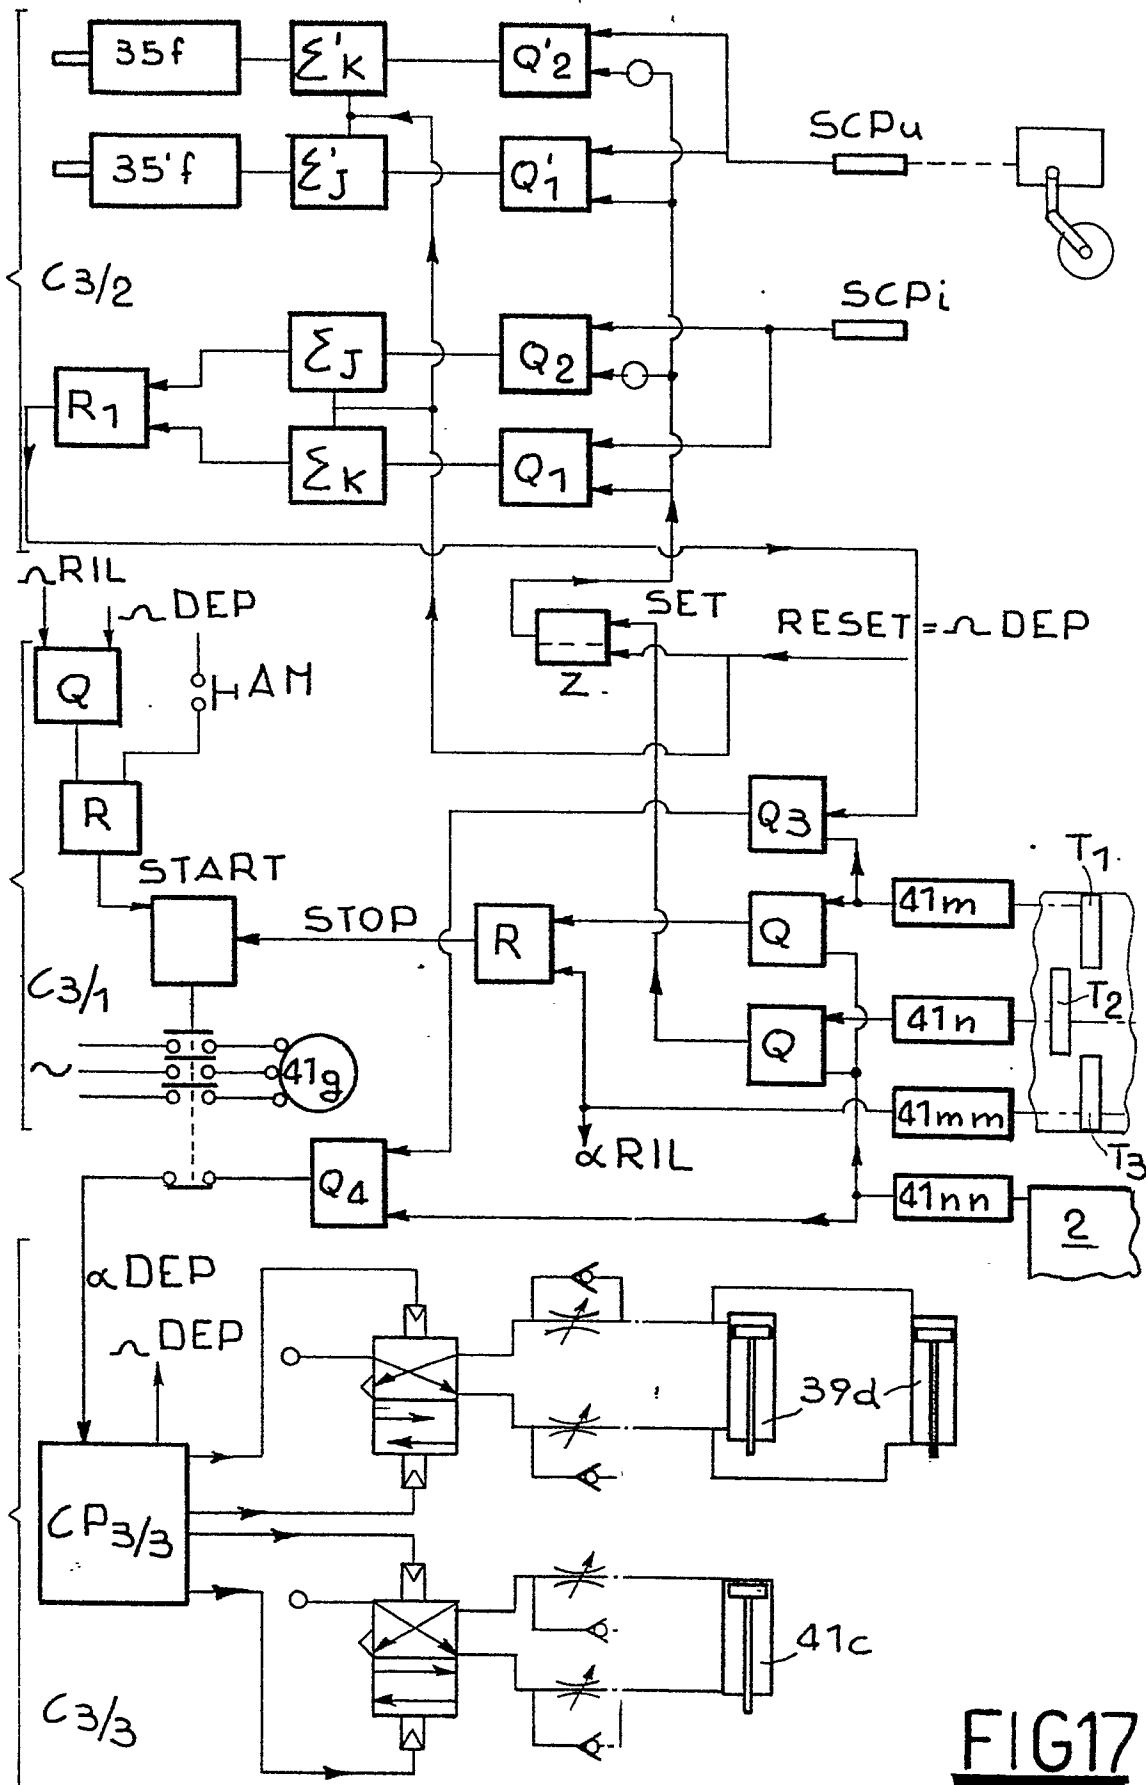 35f
Σ'K
Q'2
SCPu
35'f
Σ'J
Q'1
C3/2
SCPi
ΣJ
Q2
R1
ΣK
Q1
⩍RIL
⩍DEP
SET
RESET=⩍DEP
Q
AM
Z
R
Q3
START
T1
41m
STOP
R
Q
C3/1
T2
41n
Q
~
41g
41mm
αRIL
T3
Q4
41nn
2
αDEP
⩍DEP
39d
CP3/3
41c
C3/3
FIG17